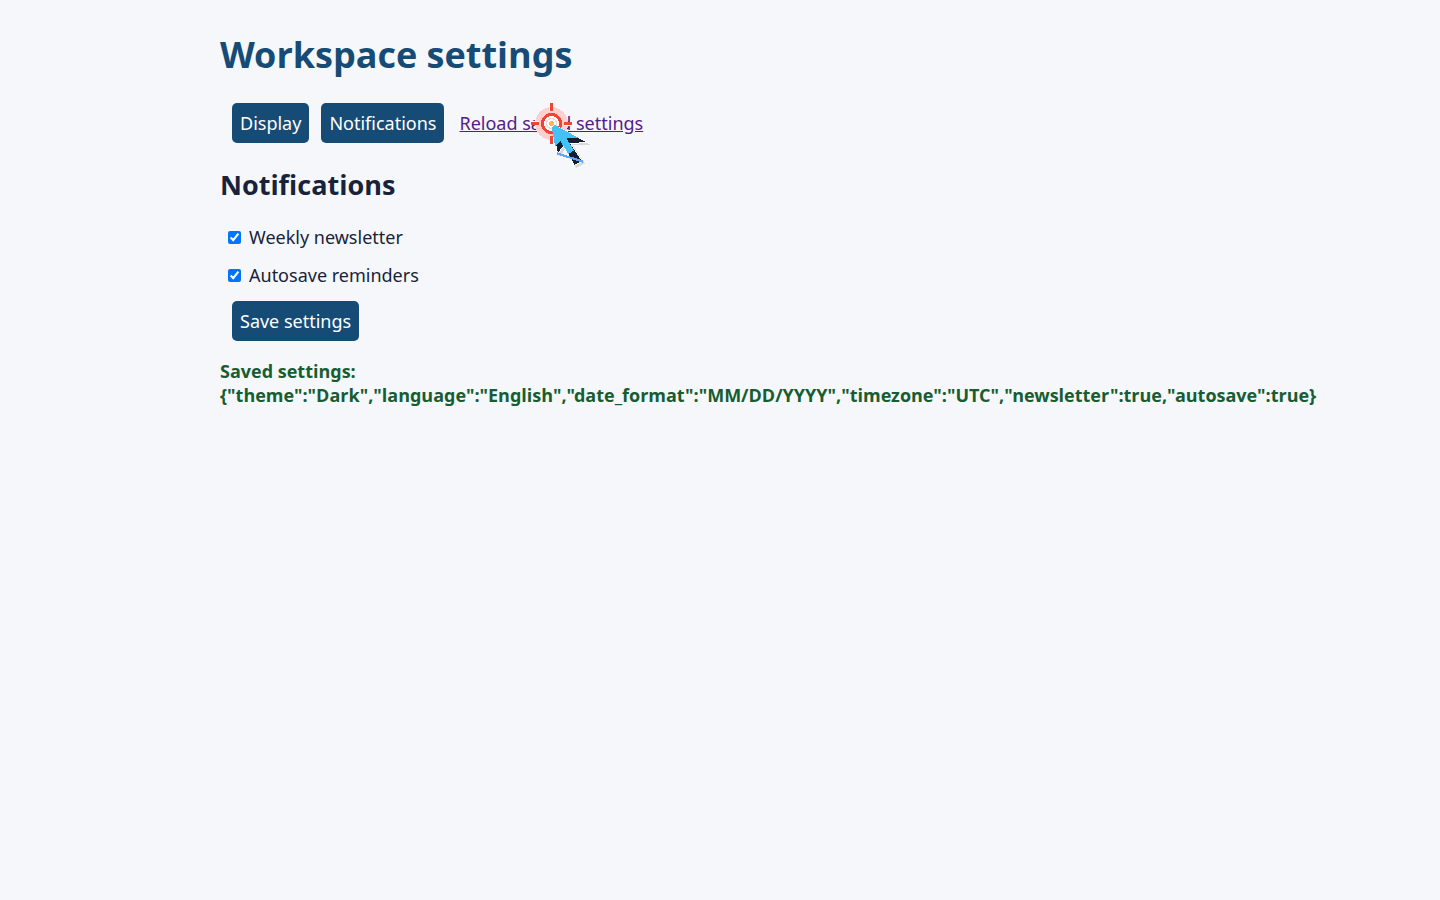 Workspace settings
Display Notifications Reload settings
Notifications
Weekly newsletter
Autosave reminders
Save settings
Saved settings:
{"theme":"Dark","language":"English","date_format":"MM/DD/YYYY","timezone":"UTC","newsletter":true,"autosave":true}